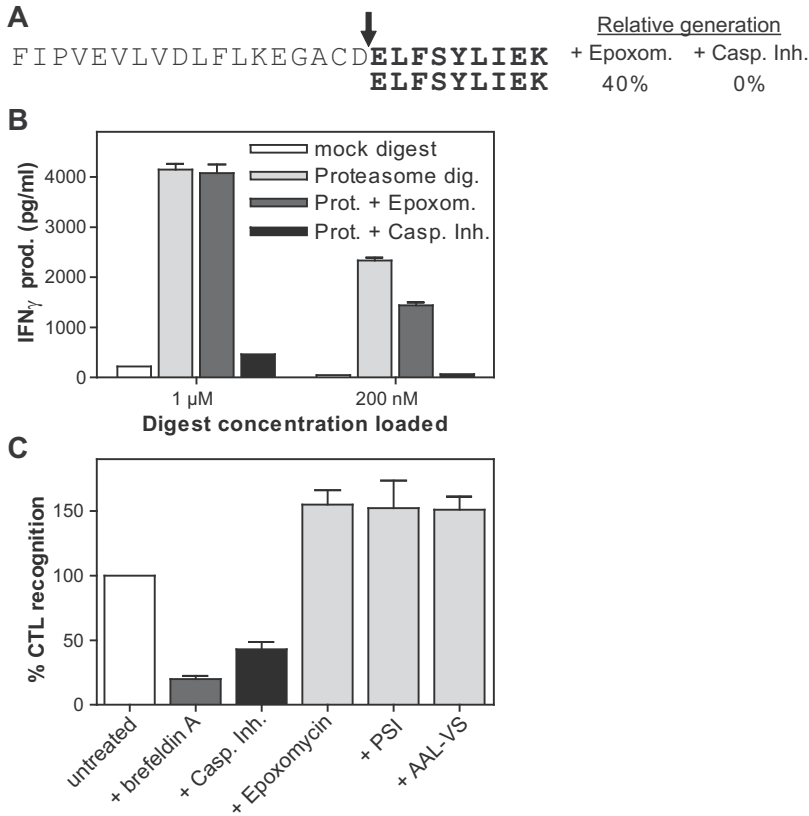 A
Relative generation
FIPVEVLVDLFLKEGACDELFSYLIEK + Epoxom. + Casp. Inh.
ELFSYLIEK 40% 0%
B
mock digest
Proteasome dig.
Prot. + Epoxom.
Prot. + Casp. Inh.
IFNγ prod. (pg/ml)
4000
3000
2000
1000
0
1 µM 200 nM
Digest concentration loaded
C
% CTL recognition
150
100
50
0
untreated
+ brefeldin A
+ Casp. Inh.
+ Epoxomycin
+ PSI
+ AAL-VS